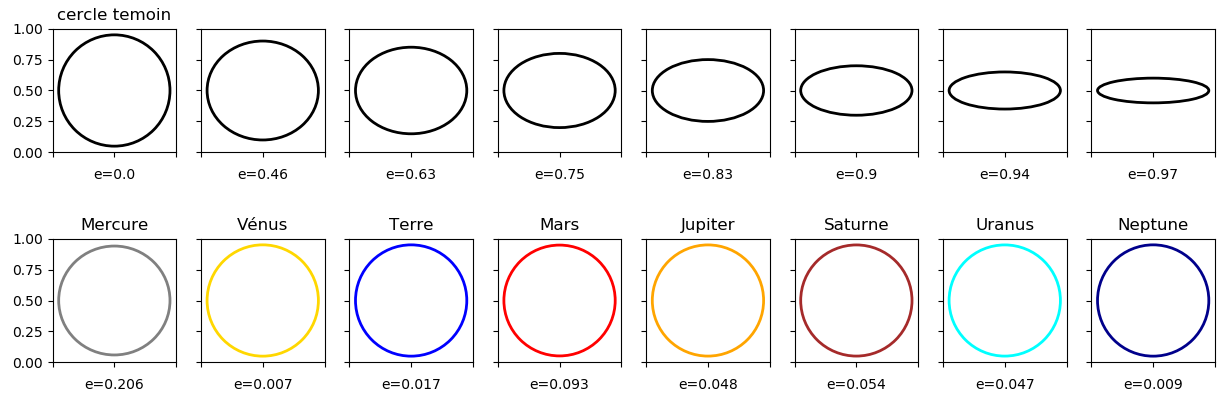 cercle temoin
1.00
0.75
0.50
0.25
0.00
e=0.0 e=0.46 e=0.63 e=0.75 e=0.83 e=0.9 e=0.94 e=0.97
Mercure Vénus Terre Mars Jupiter Saturne Uranus Neptune
1.00
0.75
0.50
0.25
0.00
e=0.206 e=0.007 e=0.017 e=0.093 e=0.048 e=0.054 e=0.047 e=0.009